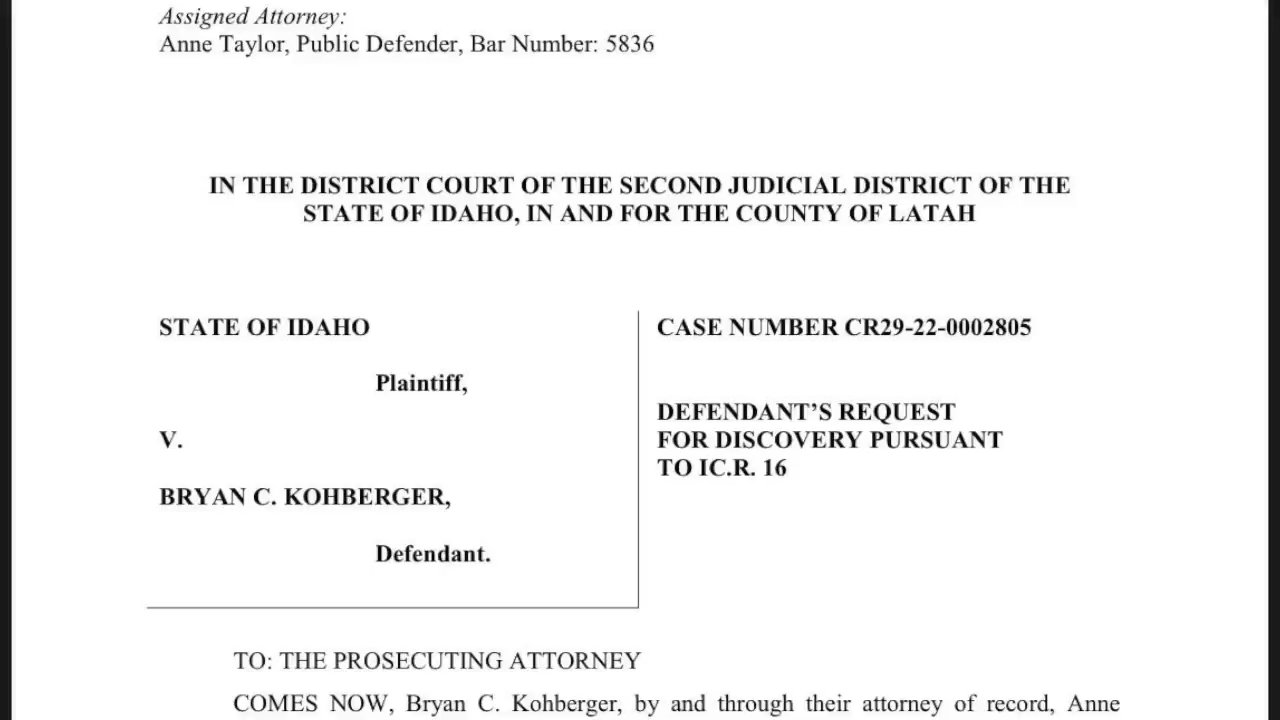 Assigned Attorney:
Anne Taylor, Public Defender, Bar Number: 5836
IN THE DISTRICT COURT OF THE SECOND JUDICIAL DISTRICT OF THE
STATE OF IDAHO, IN AND FOR THE COUNTY OF LATAH
STATE OF IDAHO
Plaintiff,
V.
BRYAN C. KOHBERGER,
Defendant.
CASE NUMBER CR29-22-0002805
DEFENDANT’S REQUEST
FOR DISCOVERY PURSUANT
TO IC.R. 16
TO: THE PROSECUTING ATTORNEY
COMES NOW, Bryan C. Kohberger, by and through their attorney of record, Anne